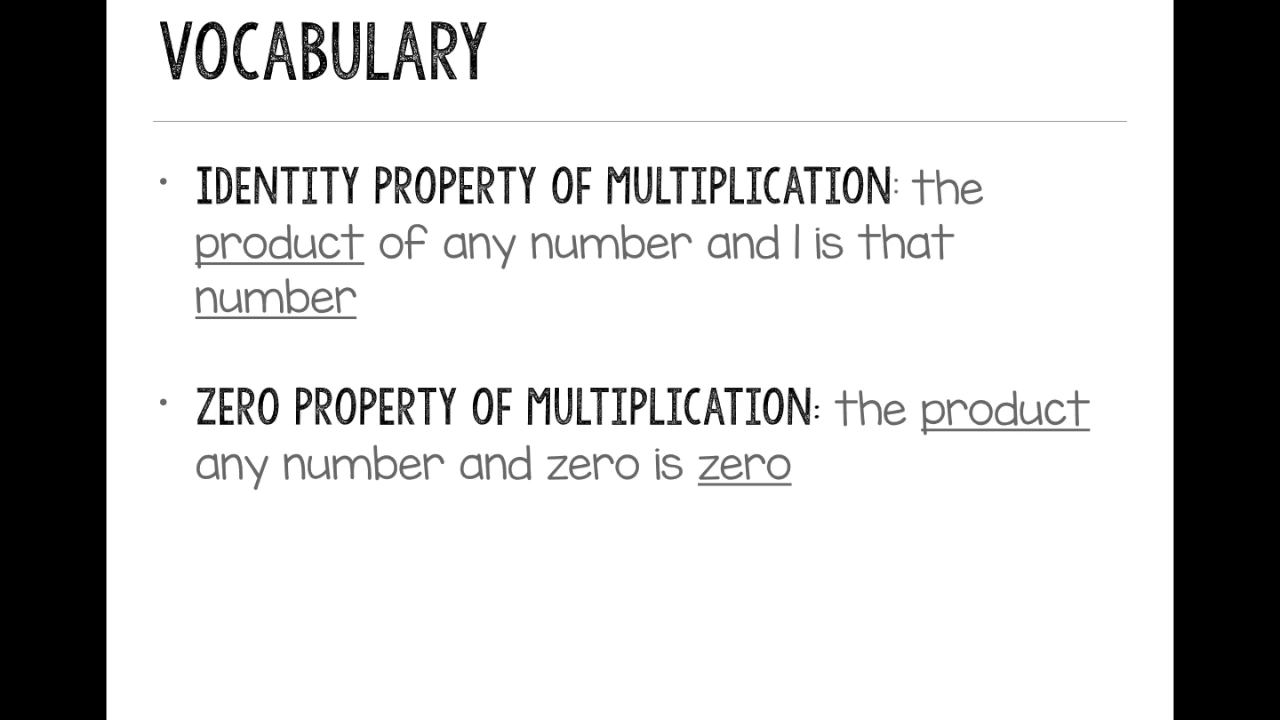 VOCABULARY
• IDENTITY PROPERTY OF MULTIPLICATION: the
product of any number and 1 is that
number
• ZERO PROPERTY OF MULTIPLICATION: the product
any number and zero is zero